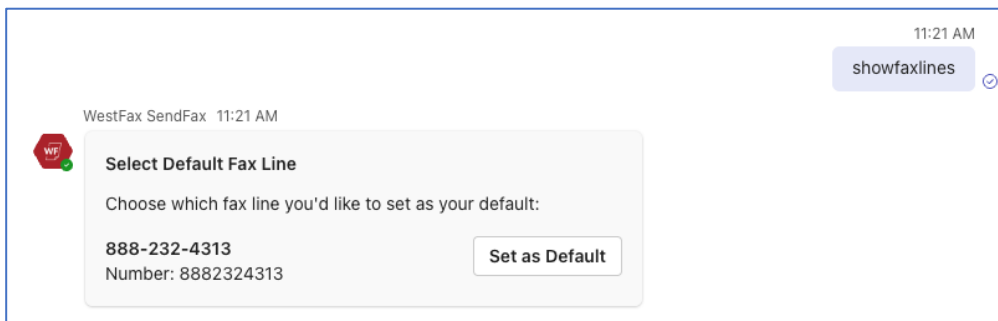 11:21 AM
showfaxlines
WestFax SendFax 11:21 AM
WF
Select Default Fax Line
Choose which fax line you'd like to set as your default:
888-232-4313
Set as Default
Number: 8882324313